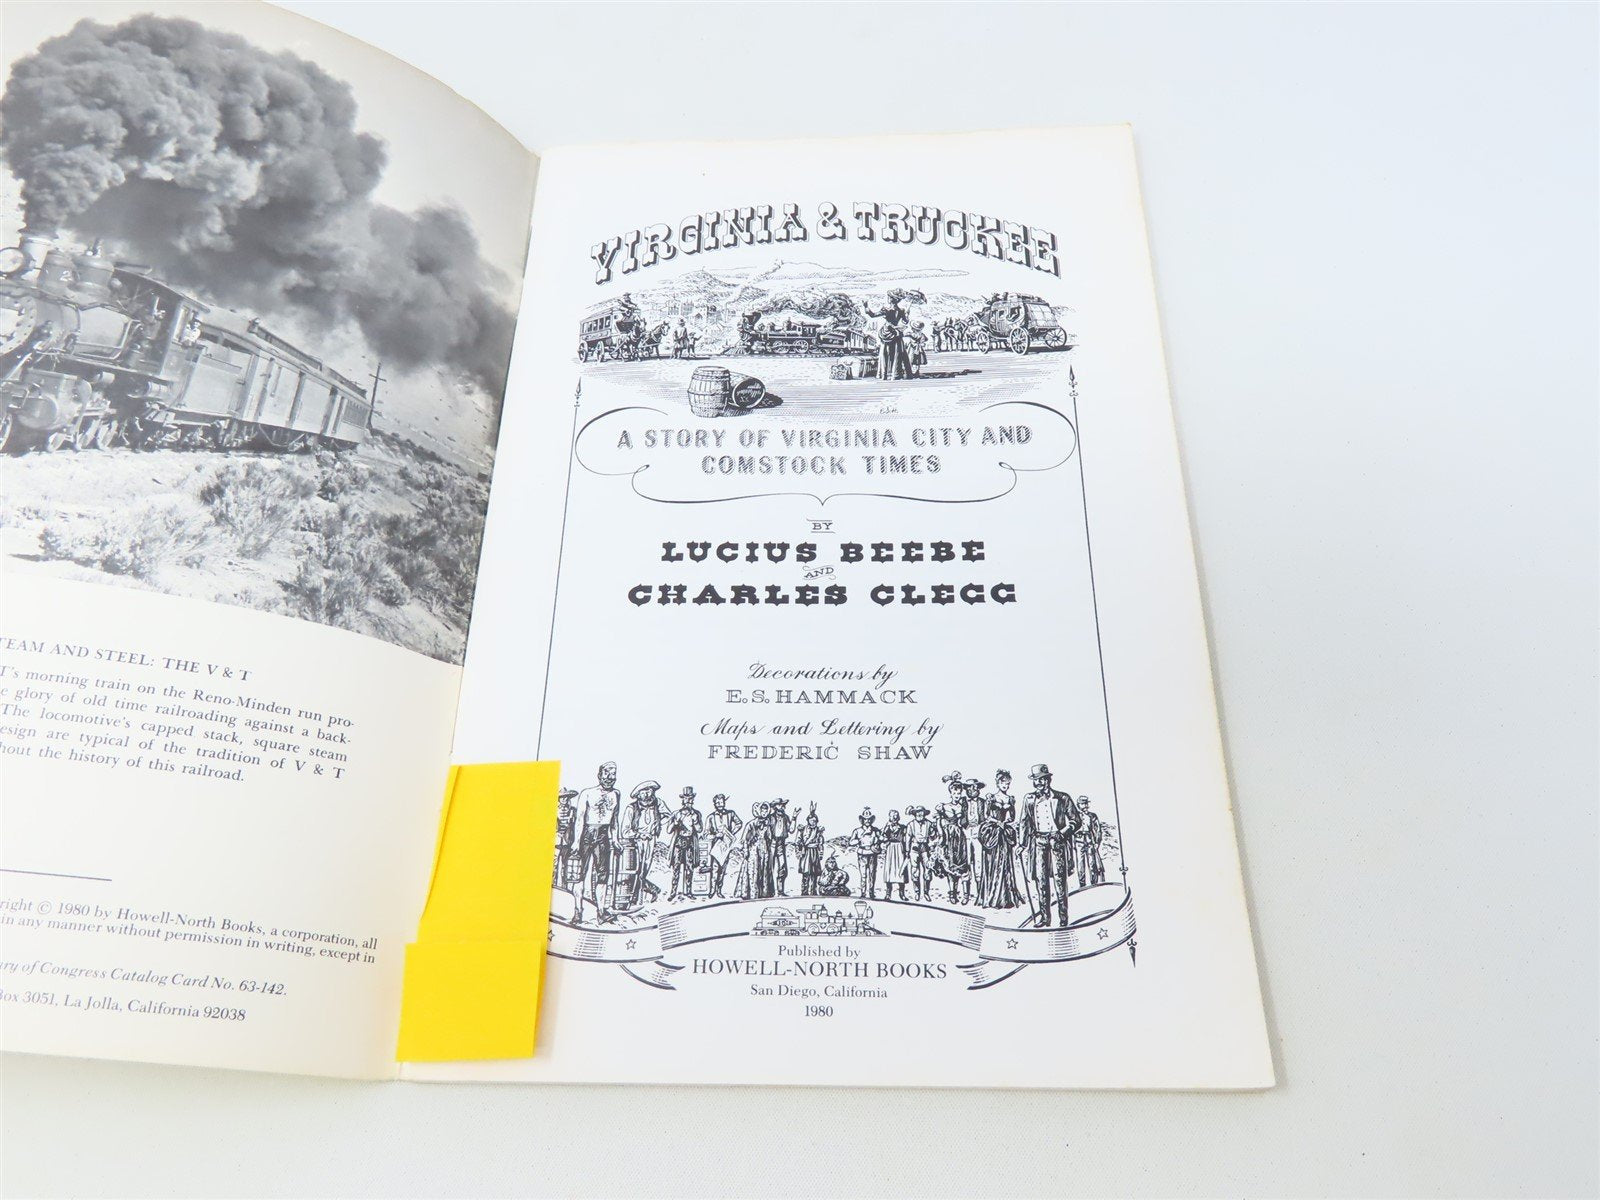 STEAM AND STEEL: THE V & T
T's morning train on the Reno-Minden run pro-
glory of old time railroading against a back-
The locomotive's capped stack, square steam
design are typical of the tradition of V & T
the history of this railroad.
© 1980 by Howell-North Books, a corporation, all
in any manner without permission in writing, except in
of Congress Catalog Card No. 63-142.
Box 3051, La Jolla, California 92038
VIRGINIA & TRUCKEE
A STORY OF VIRGINIA CITY AND
COMSTOCK TIMES
BY
LUCIUS BEEBE
AND
CHARLES CLEGG
Decorations by
E. S. HAMMACK
Maps and Lettering by
FREDERIC SHAW
Published by
HOWELL-NORTH BOOKS
San Diego, California
1980